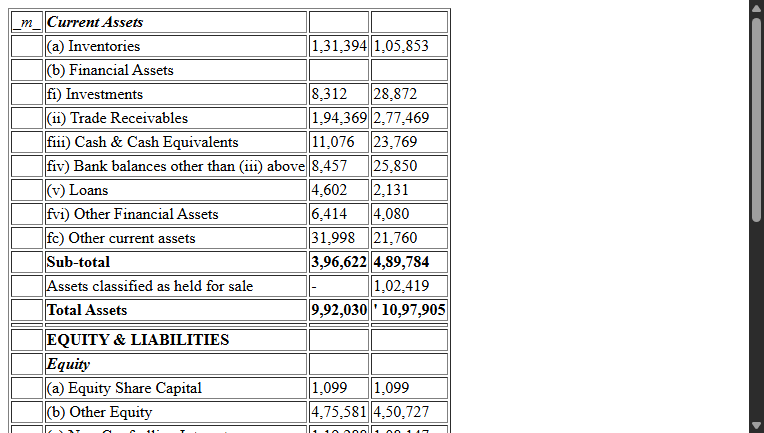 _m_ Current Assets
(a) Inventories 1,31,394 1,05,853
(b) Financial Assets
fi) Investments 8,312 28,872
(ii) Trade Receivables 1,94,369 2,77,469
fiii) Cash & Cash Equivalents 11,076 23,769
fiv) Bank balances other than (iii) above 8,457 25,850
(v) Loans 4,602 2,131
fvi) Other Financial Assets 6,414 4,080
fc) Other current assets 31,998 21,760
Sub-total 3,96,622 4,89,784
Assets classified as held for sale - 1,02,419
Total Assets 9,92,030 ' 10,97,905
EQUITY & LIABILITIES
Equity
(a) Equity Share Capital 1,099 1,099
(b) Other Equity 4,75,581 4,50,727